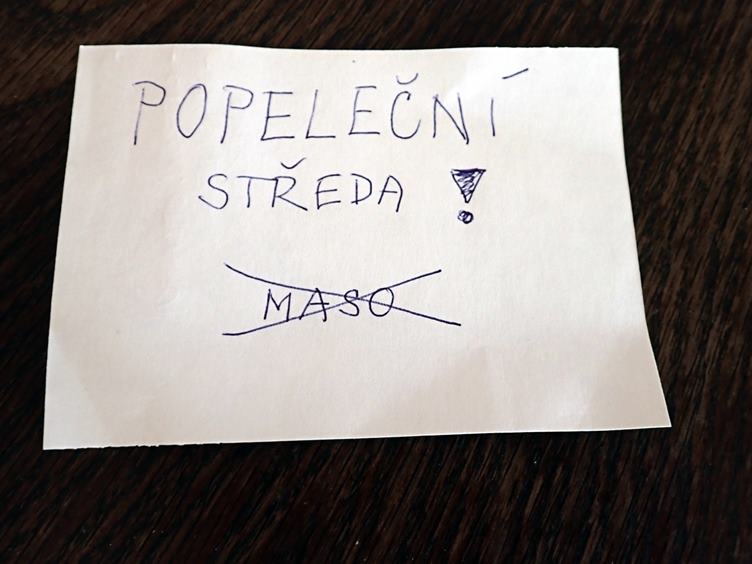 POPELEČNÍ
STŘEDA !
MASO